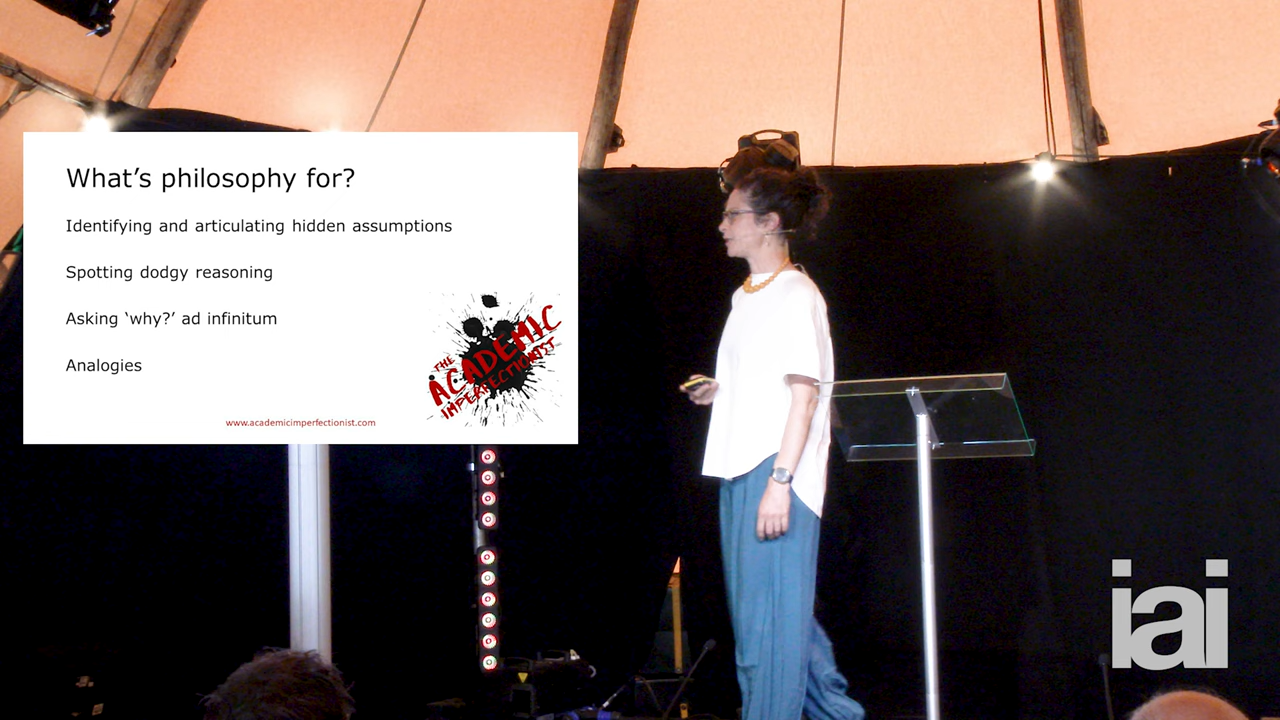 What's philosophy for?
Identifying and articulating hidden assumptions
Spotting dodgy reasoning
Asking ‘why?’ ad infinitum
Analogies
THE
ACADEMIC
IMPERFECTIONIST
www.academicimperfectionist.com
iai